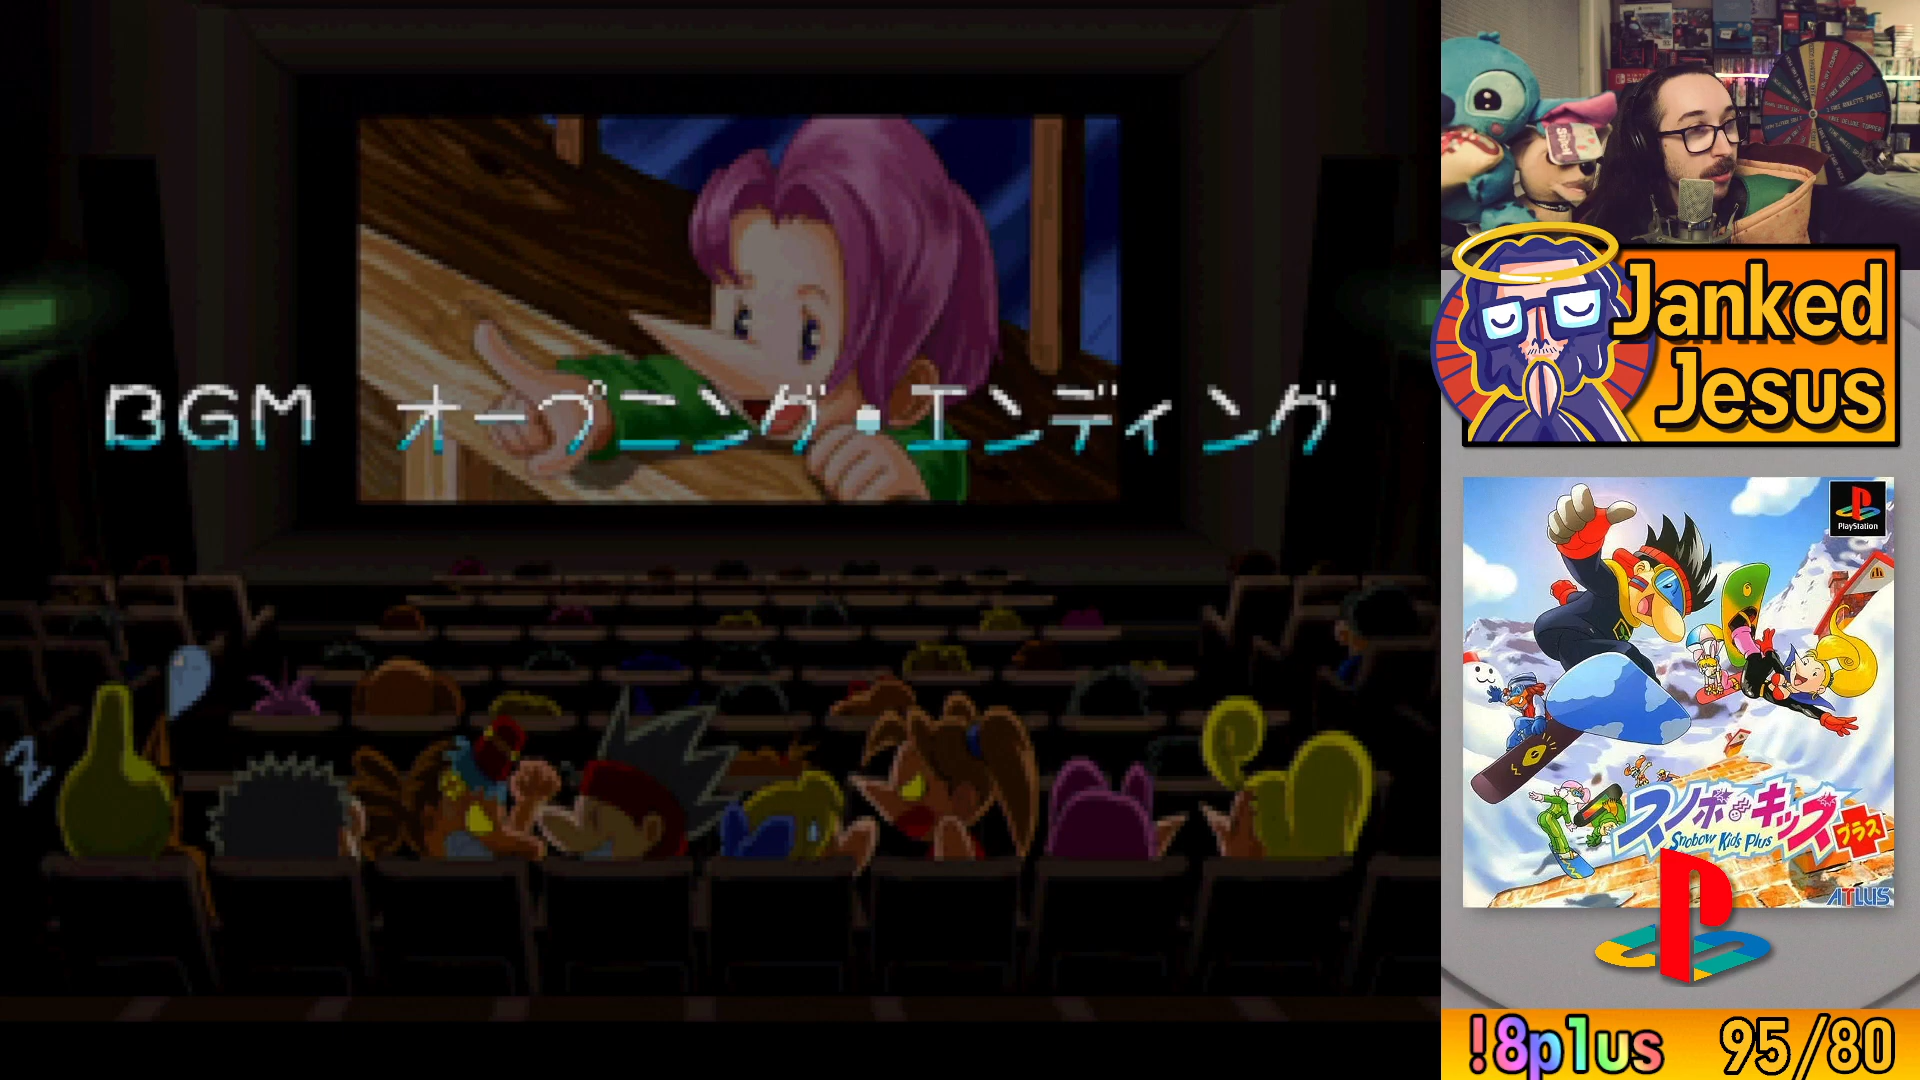 BGM オープニング・エンディング
Z
Janked
Jesus
PlayStation
スノボキッズ
プラス
Snobow Kids Plus
ATLUS
!8plus 95/80